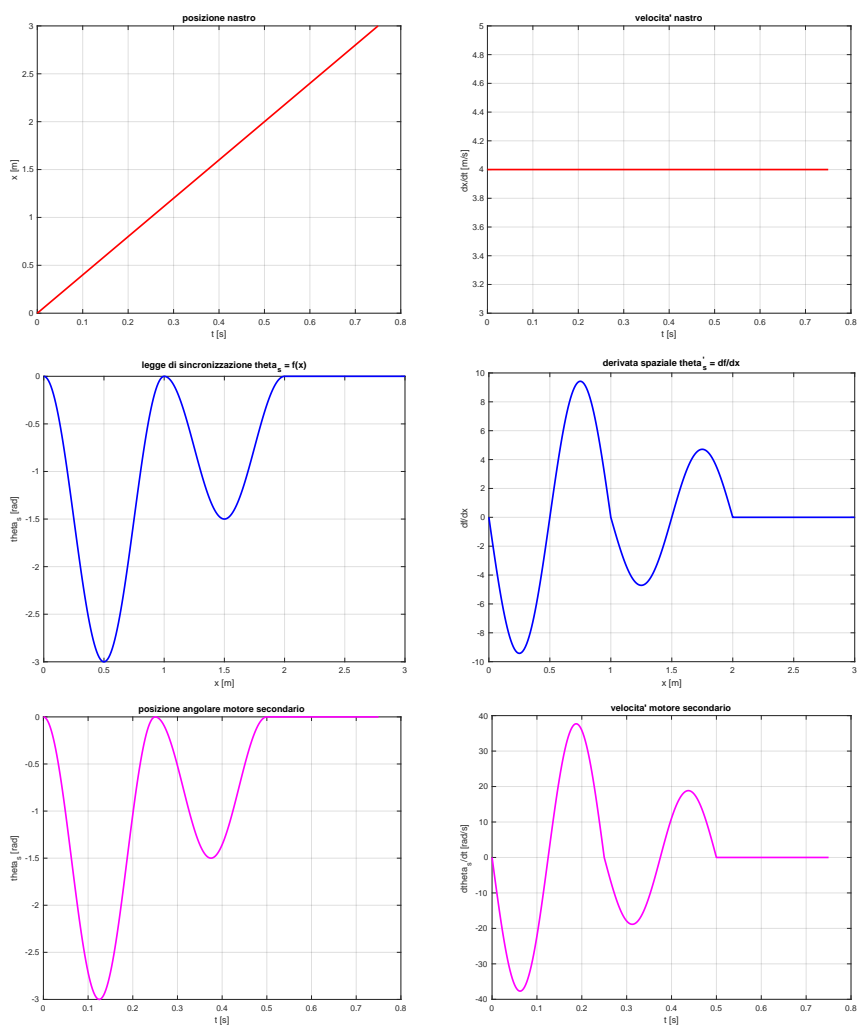 posizione nastro
3
2.5
2
1.5
1
0.5
0
x [m]
0 0.1 0.2 0.3 0.4 0.5 0.6 0.7 0.8
t [s]
velocita' nastro
5
4.8
4.6
4.4
4.2
4
3.8
3.6
3.4
3.2
3
dx/dt [m/s]
0 0.1 0.2 0.3 0.4 0.5 0.6 0.7 0.8
t [s]
legge di sincronizzazione theta_s = f(x)
0
-0.5
-1
-1.5
-2
-2.5
-3
theta_s [rad]
0 0.5 1 1.5 2 2.5 3
x [m]
derivata spaziale theta_s' = df/dx
10
8
6
4
2
0
-2
-4
-6
-8
-10
df/dx
0 0.5 1 1.5 2 2.5 3
x [m]
posizione angolare motore secondario
0
-0.5
-1
-1.5
-2
-2.5
-3
theta_s [rad]
0 0.1 0.2 0.3 0.4 0.5 0.6 0.7 0.8
t [s]
velocita' motore secondario
40
30
20
10
0
-10
-20
-30
-40
dtheta_s/dt [rad/s]
0 0.1 0.2 0.3 0.4 0.5 0.6 0.7 0.8
t [s]